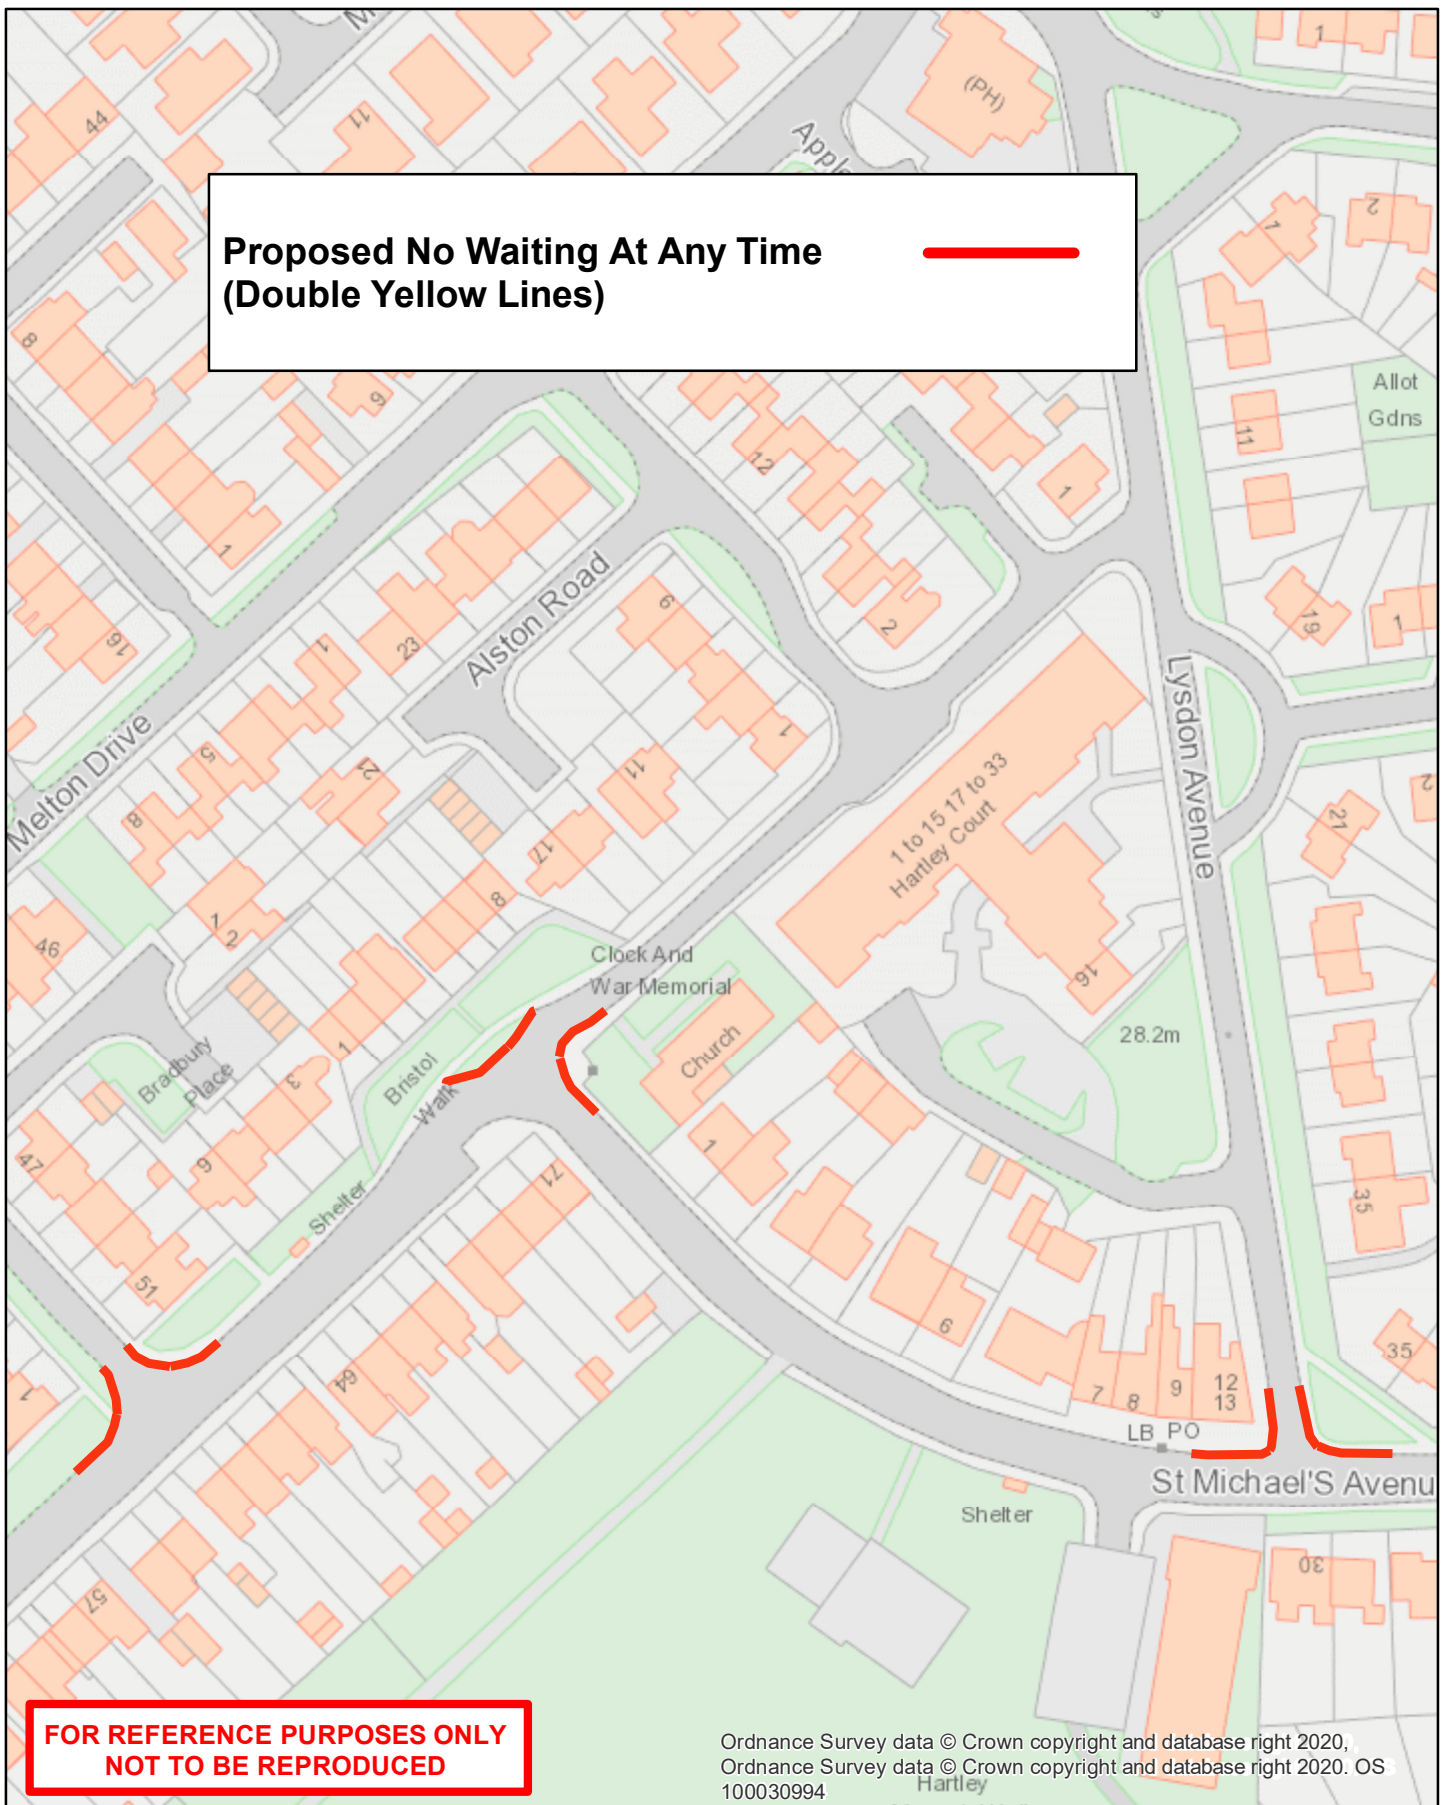 M
44
11
(PH)
1
Apple
Proposed No Waiting At Any Time
(Double Yellow Lines)
2
7
8
9
Allot
Gdns
11
12
1
1
16
Alston Road
6
2
19
1
Lysdon Avenue
23
1
5
Melton Drive
21
8
11
1
1 to 15 17 to 33
Hartley Court
2
21
17
8
1
2
46
Clock And
War Memorial
16
28.2m
Church
Bradbury
Place
1
Bristol
Walk
3
47
9
1
71
Shelter
35
51
6
64
35
1
7
8
9
12
13
LB PO
St Michael'S Avenu
Shelter
57
30
FOR REFERENCE PURPOSES ONLY
NOT TO BE REPRODUCED
Ordnance Survey data © Crown copyright and database right 2020,
Ordnance Survey data © Crown copyright and database right 2020. OS
100030994
Hartley